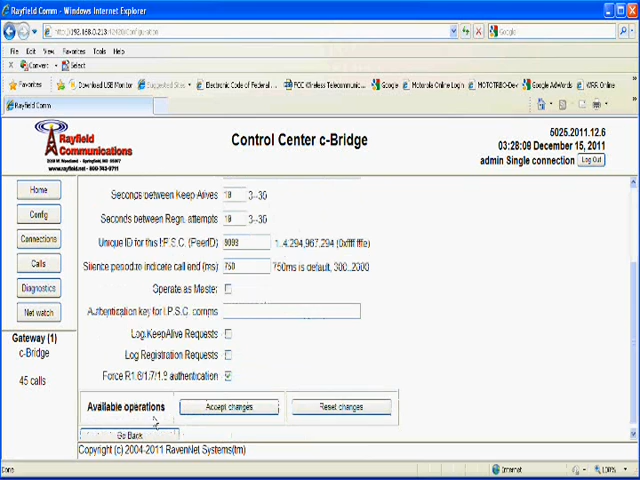 Rayfield Comm - Windows Internet Explorer
Google
File Edit View Favorites Tools Help
X Convert Select
Favorites Download USB Monitor Suggested Sites Electronic Code of Federal... FCC Wireless Telecommunic... Google Motorola Online Login MOTOTRBO-Dev Google AdWords
Rayfield Comm
Rayfield
Communications
www.rayfield.net
Control Center c-Bridge
5025.2011.12.6
03:28:09 December 15, 2011
admin Single connection Log Out
Home
Config
Connections
Calls
Diagnostics
Net watch
Gateway (1)
c-Bridge
45 calls
Seconds between Keep Alives 3--30
Seconds between Regn. attempts 3--30
Unique ID for this I.P.S.C. (PeerID) 1..4,294,967,294 (0xffff fffe)
Silence period to indicate call end (ms) 750 750ms is default, 300..2000
Operate as Master
Authentication key for I.P.S.C. comms
Log KeepAlive Requests
Log Registration Requests
Force R1.6/1.7/1.8 authentication
Available operations Accept changes Reset changes
Go Back
Copyright (c) 2004-2011 RavenNet Systems(tm)
Done Internet 100%